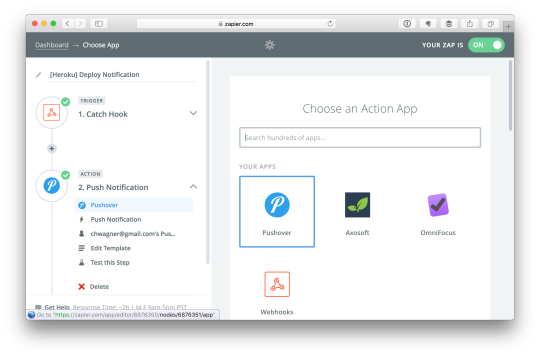 zapier.com
Dashboard → Choose App
YOUR ZAP IS ON
[Heroku] Deploy Notification
TRIGGER
1. Catch Hook
ACTION
2. Push Notification
Pushover
Push Notification
chwagner@gmail.com's Pus...
Edit Template
Test this Step
Delete
Get Help Response Time: ~2h | M-F 9am-5pm PST
Go to "https://zapier.com/app/editor/6876350/nodes/6876351/app"
Choose an Action App
Search hundreds of apps...
YOUR APPS
Pushover
Axosoft
OmniFocus
Webhooks